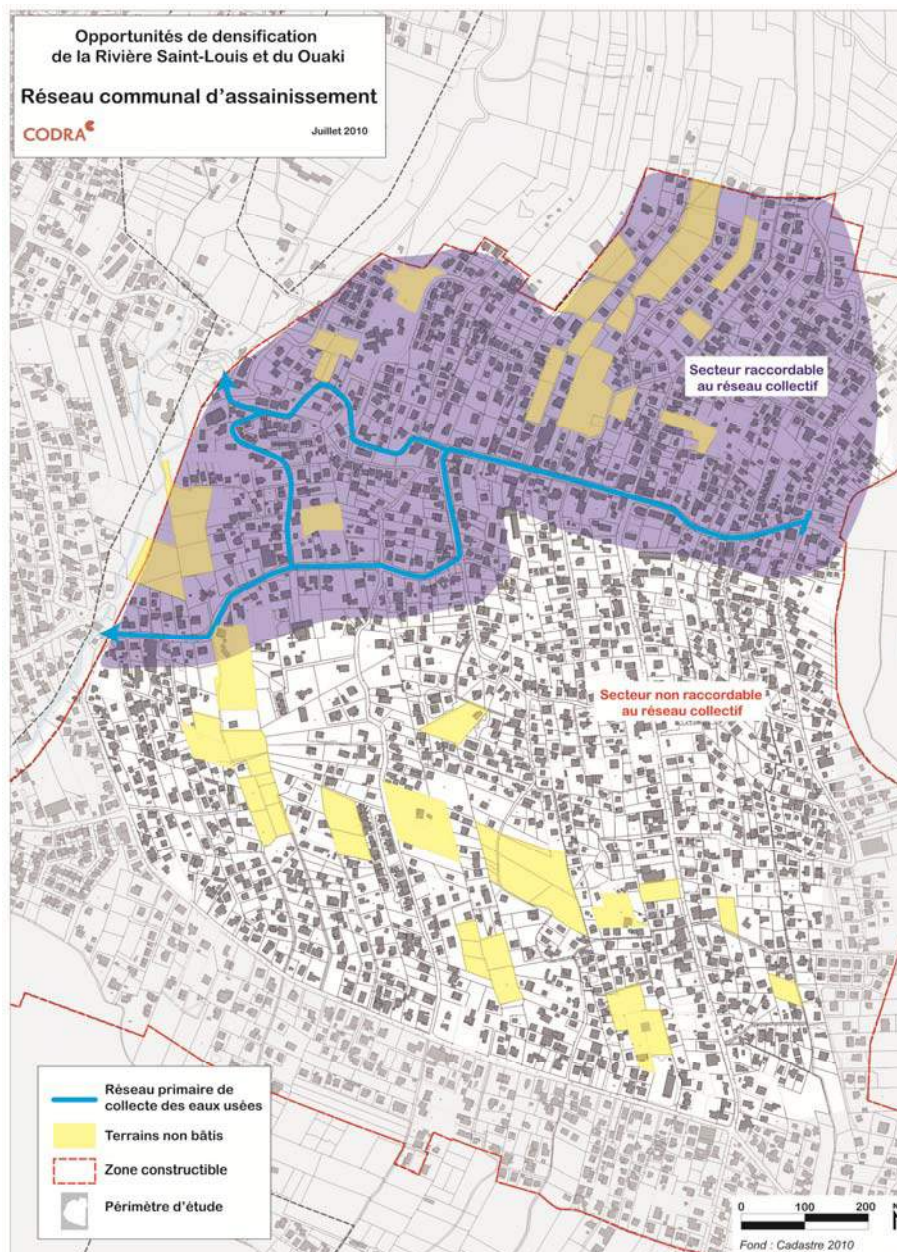 Opportunités de densification
de la Rivière Saint-Louis et du Ouaki
Réseau communal d'assainissement
CODRA
Juillet 2010
Secteur raccordable
au réseau collectif
Secteur non raccordable
au réseau collectif
Réseau primaire de
collecte des eaux usées
Terrains non bâtis
Zone constructible
Périmètre d'étude
0 100 200 N
Fond : Cadastre 2010